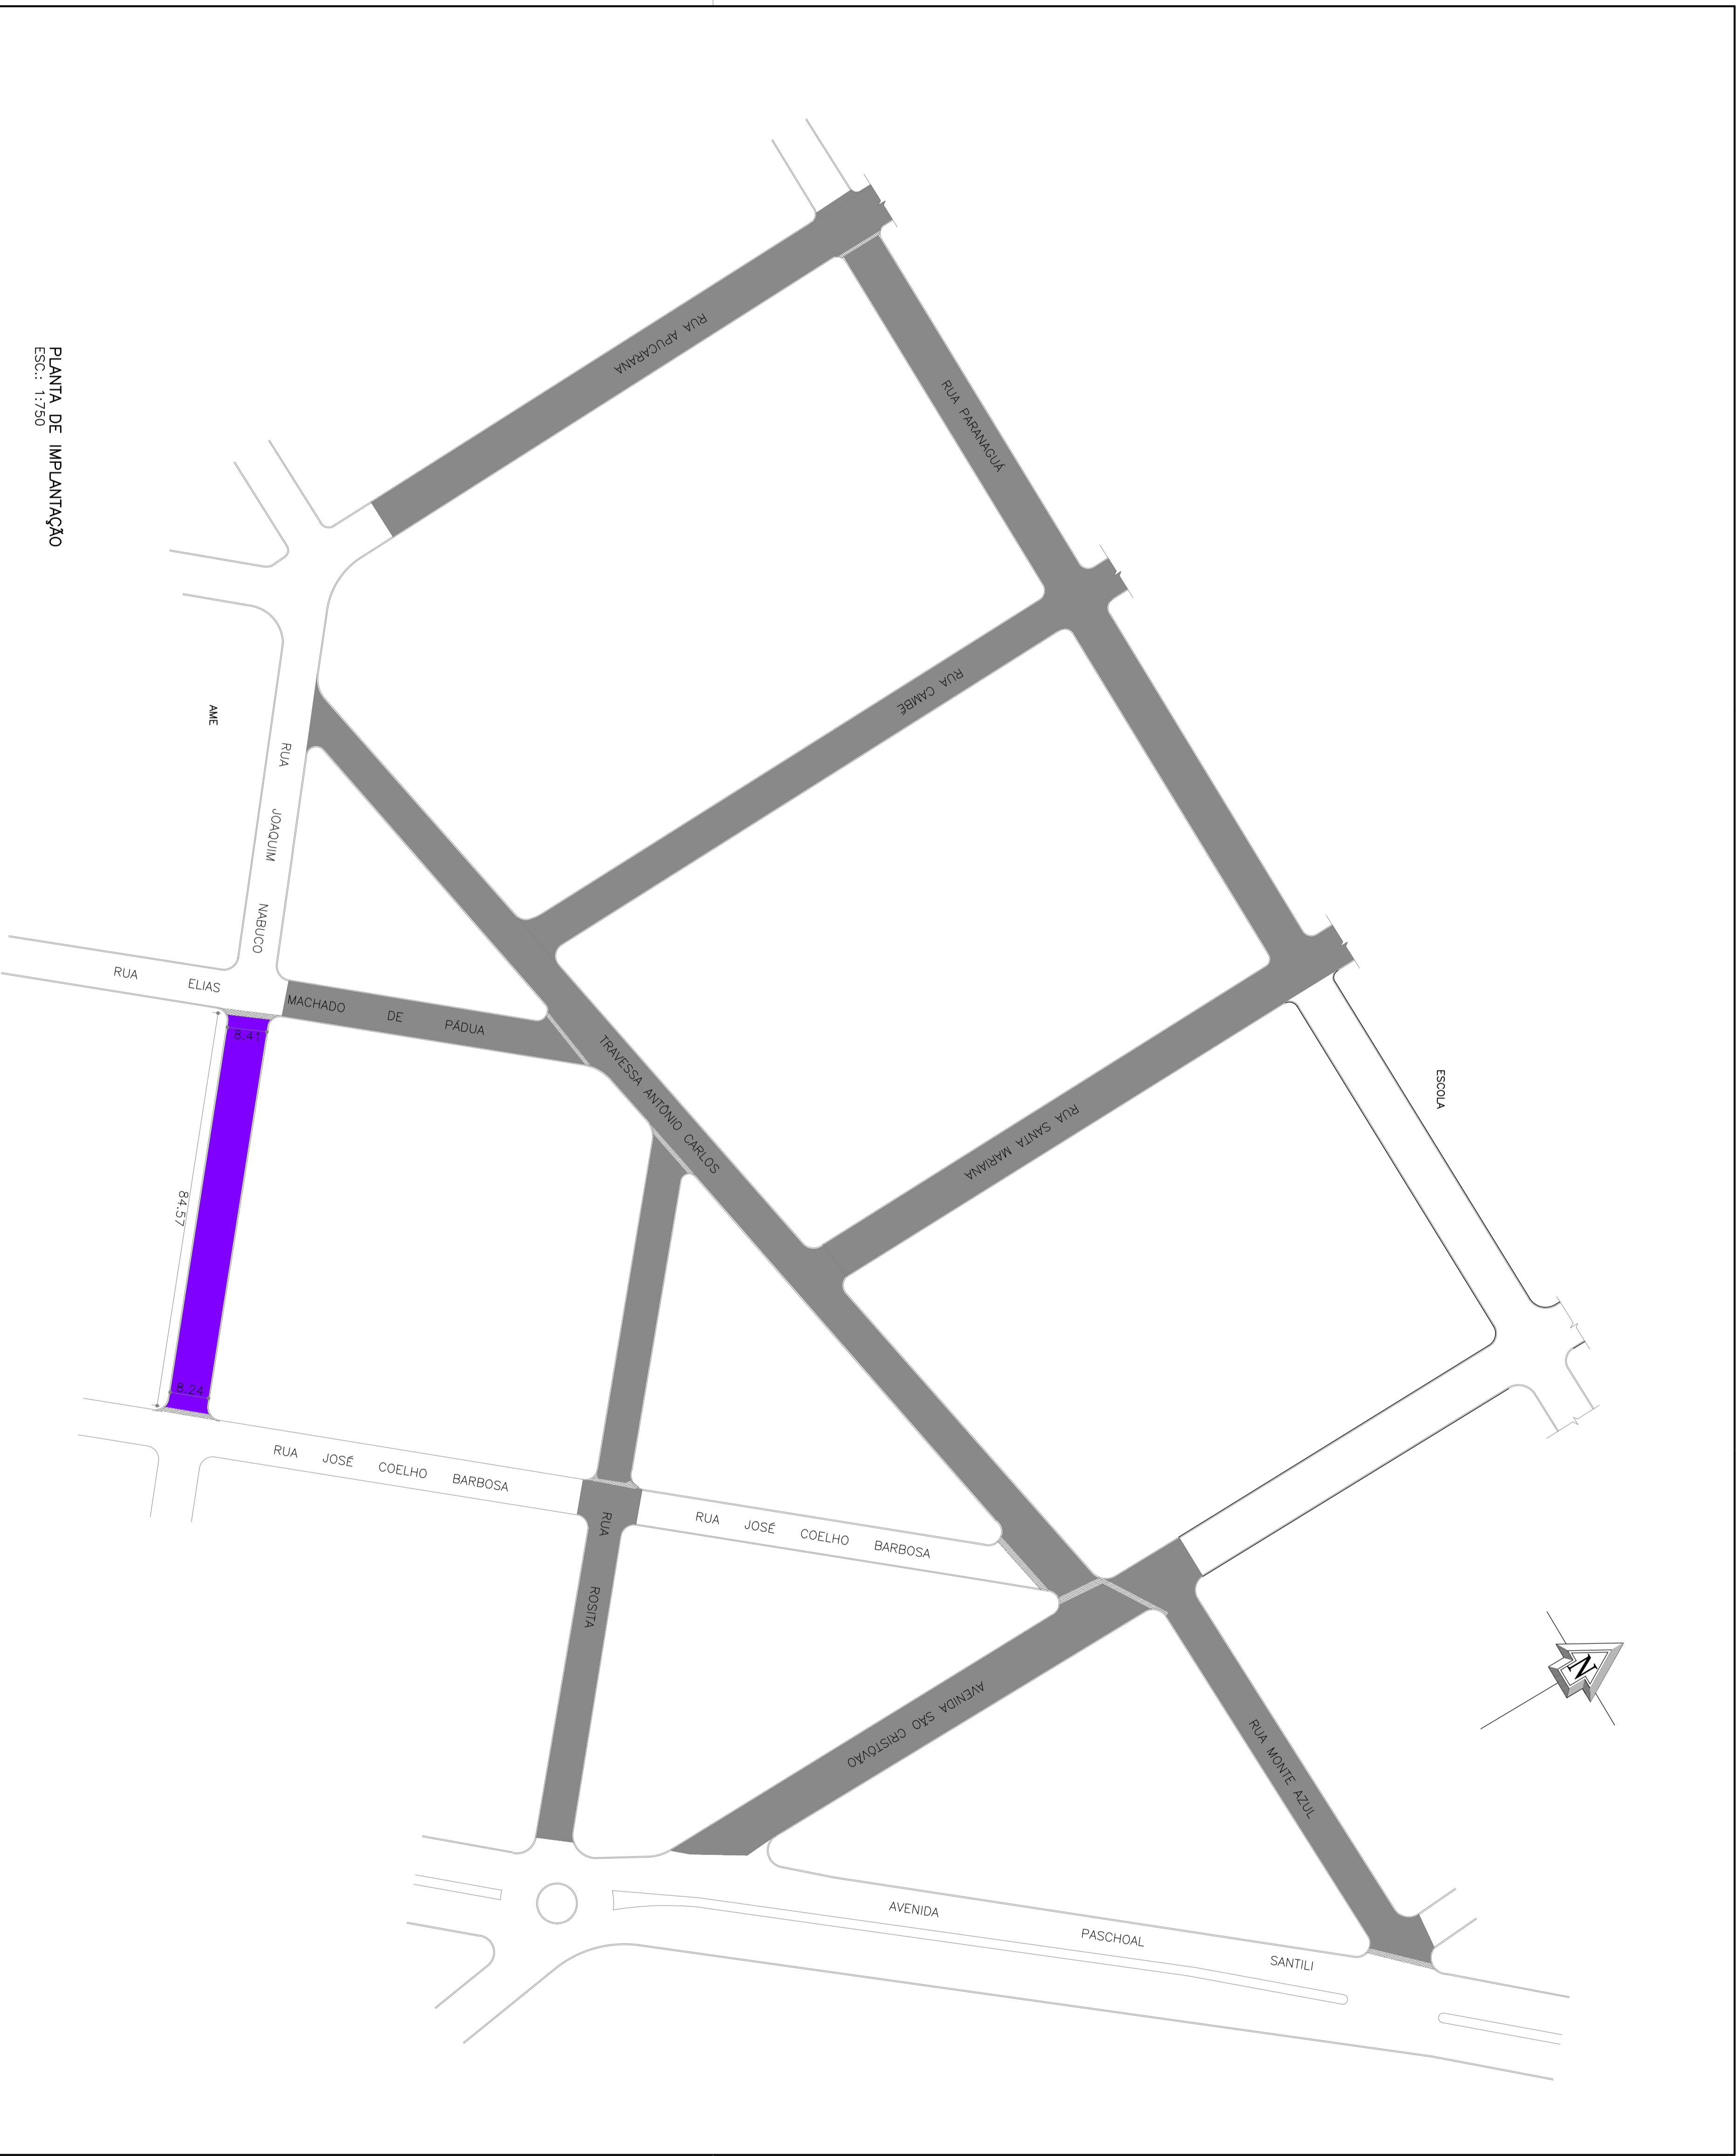 RUA APUCARANA
RUA PARANAGUÁ
PLANTA DE IMPLANTAÇÃO
ESC.: 1:750
RUA CAMBÉ
AME
RUA JOAQUIM NABUCO
RUA ELIAS MACHADO DE PÁDUA
8.41
TRAVESSA ANTÔNIO CARLOS
RUA SANTA MARIANA
ESCOLA
84.57
8.24
RUA JOSÉ COELHO BARBOSA
RUA JOSÉ COELHO BARBOSA
RUA ROSITA
N
AVENIDA SÃO CRISTÓVÃO
RUA MONTE AZUL
AVENIDA PASCHOAL SANTILI